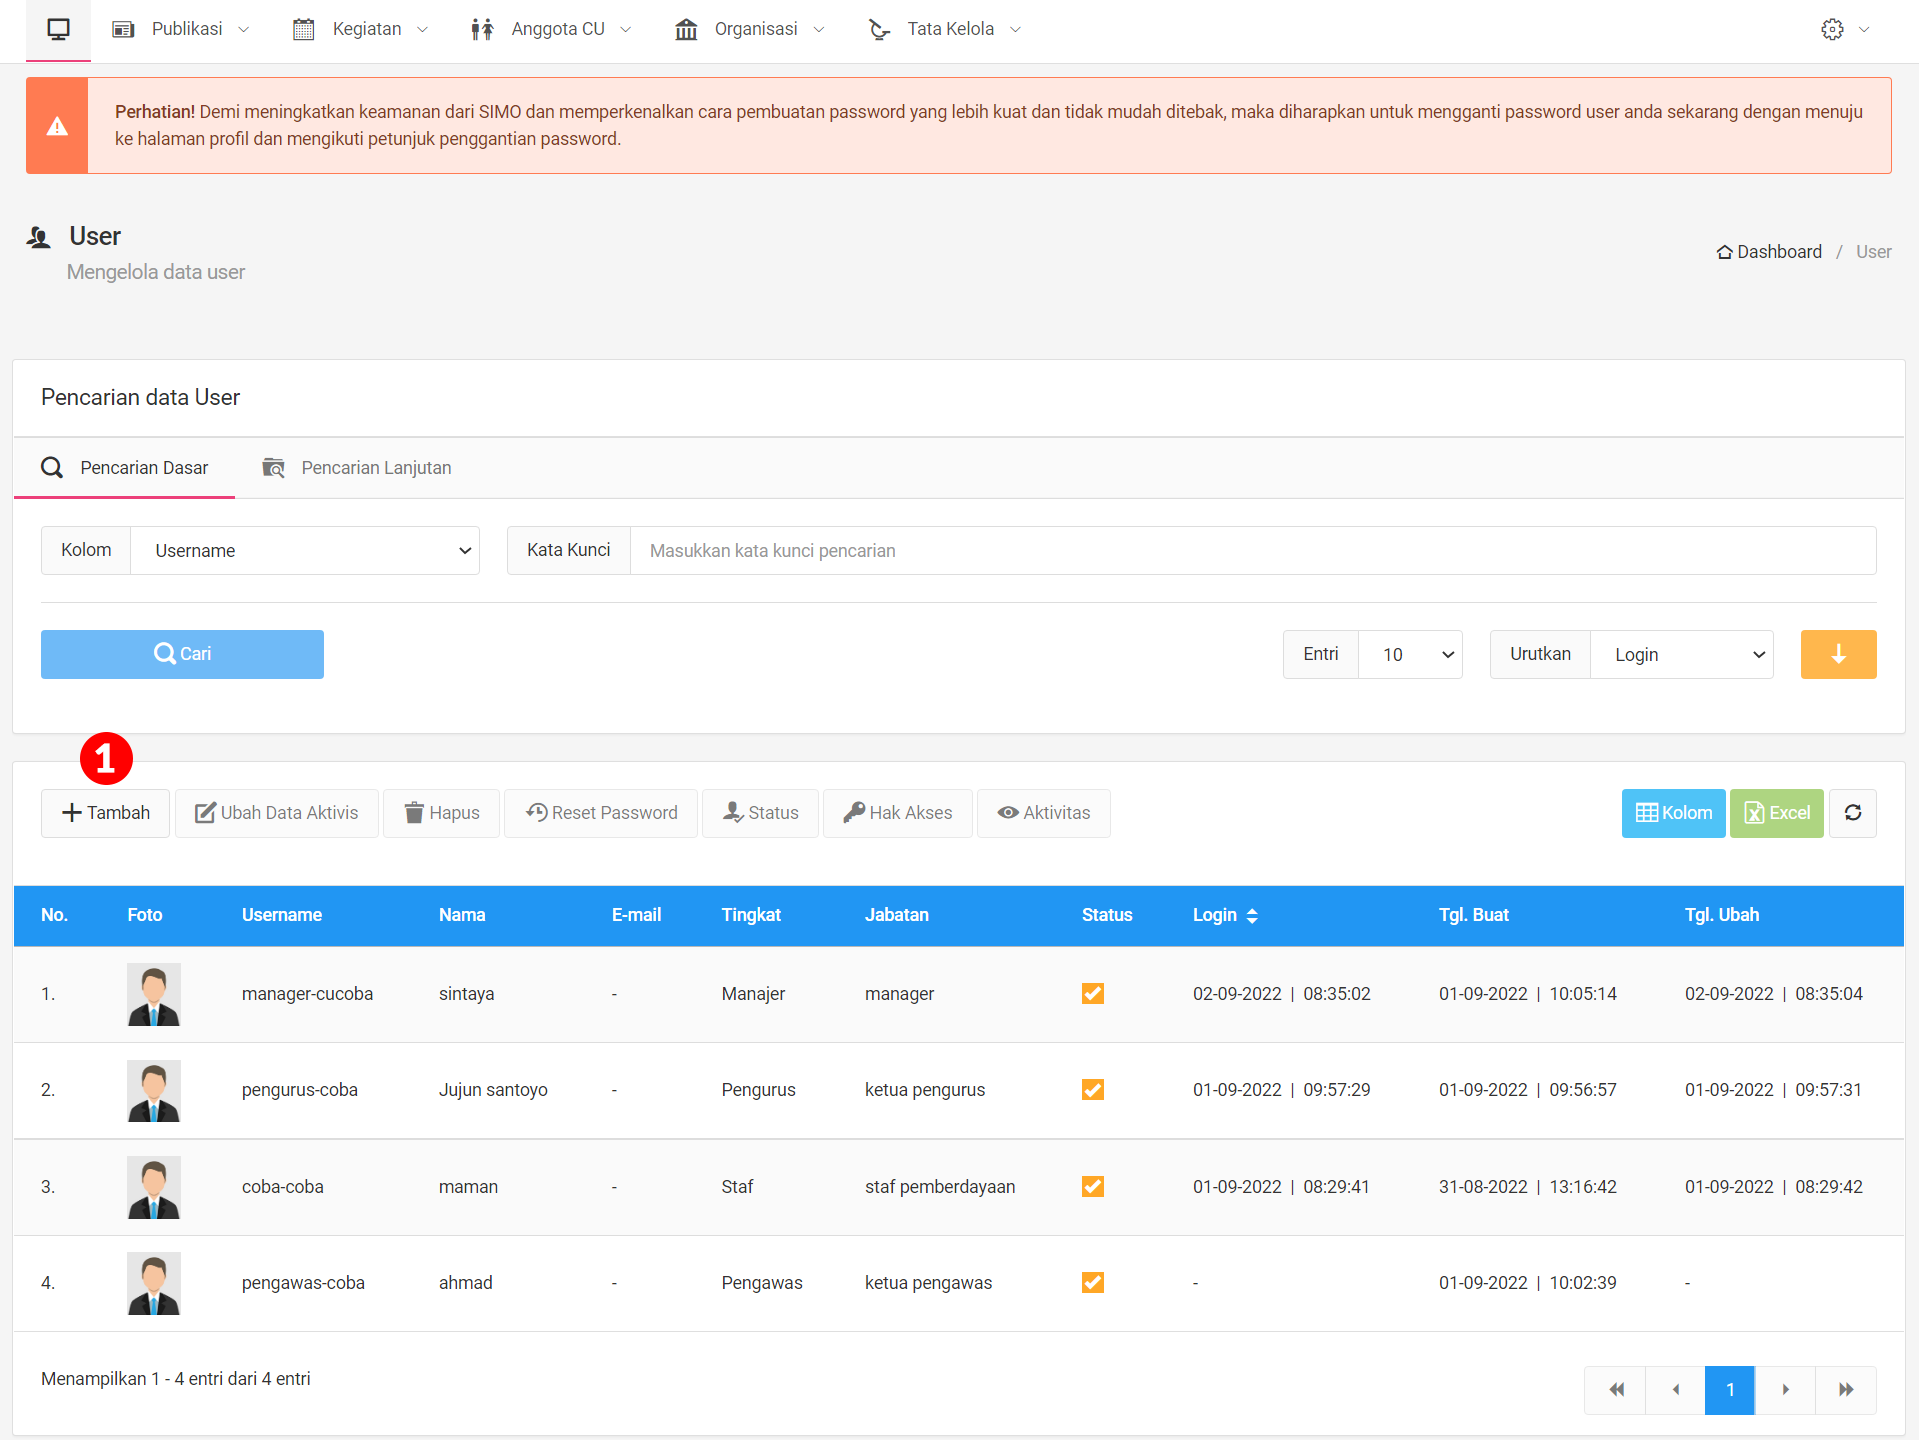 Publikasi Kegiatan Anggota CU Organisasi Tata Kelola
Perhatian! Demi meningkatkan keamanan dari SIMO dan memperkenalkan cara pembuatan password yang lebih kuat dan tidak mudah ditebak, maka diharapkan untuk mengganti password user anda sekarang dengan menuju
ke halaman profil dan mengikuti petunjuk penggantian password.
User
Mengelola data user
Dashboard / User
Pencarian data User
Pencarian Dasar Pencarian Lanjutan
Kolom Username Kata Kunci Masukkan kata kunci pencarian
Cari Entri 10 Urutkan Login
1
Tambah Ubah Data Aktivis Hapus Reset Password Status Hak Akses Aktivitas Kolom Excel
No. Foto Username Nama E-mail Tingkat Jabatan Status Login Tgl. Buat Tgl. Ubah
1. manager-cucoba sintaya - Manajer manager 02-09-2022 | 08:35:02 01-09-2022 | 10:05:14 02-09-2022 | 08:35:04
2. pengurus-coba Jujun santoyo - Pengurus ketua pengurus 01-09-2022 | 09:57:29 01-09-2022 | 09:56:57 01-09-2022 | 09:57:31
3. coba-coba maman - Staf staf pemberdayaan 01-09-2022 | 08:29:41 31-08-2022 | 13:16:42 01-09-2022 | 08:29:42
4. pengawas-coba ahmad - Pengawas ketua pengawas - 01-09-2022 | 10:02:39 -
Menampilkan 1 - 4 entri dari 4 entri
1